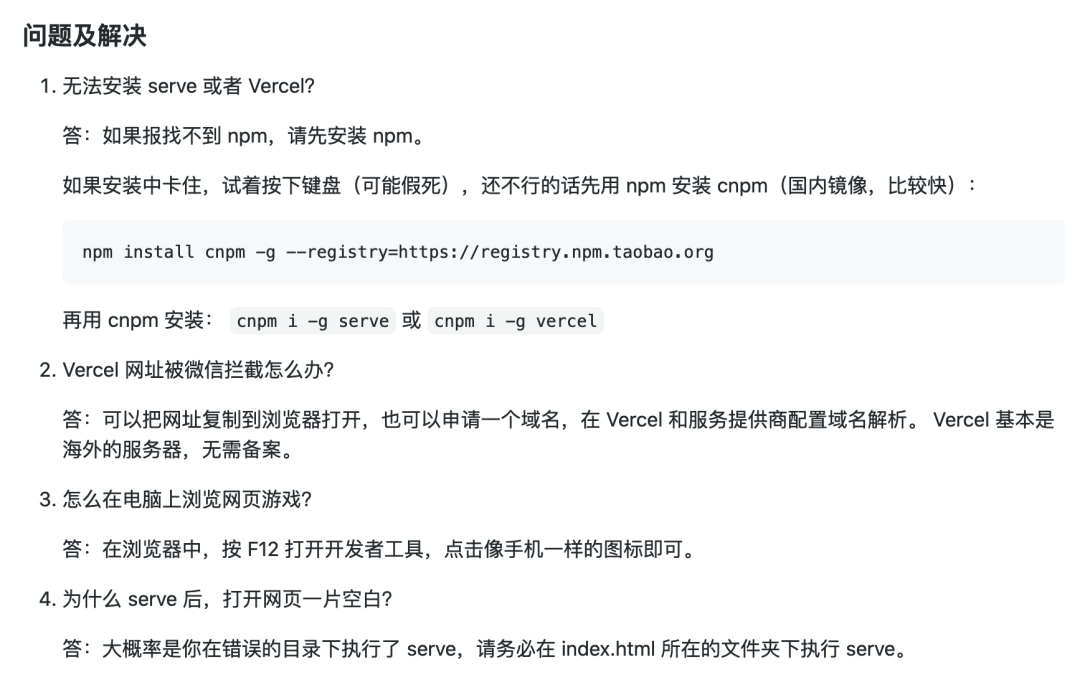 问题及解决
1. 无法安装 serve 或者 Vercel?
答：如果报找不到 npm，请先安装 npm。
如果安装中卡住，试着按下键盘（可能假死），还不行的话先用 npm 安装 cnpm（国内镜像，比较快）：
npm install cnpm -g --registry=https://registry.npm.taobao.org
再用 cnpm 安装： cnpm i -g serve 或 cnpm i -g vercel
2. Vercel 网址被微信拦截怎么办?
答：可以把网址复制到浏览器打开，也可以申请一个域名，在 Vercel 和服务提供商配置域名解析。 Vercel 基本是
海外的服务器，无需备案。
3. 怎么在电脑上浏览网页游戏?
答：在浏览器中，按 F12 打开开发者工具，点击像手机一样的图标即可。
4. 为什么 serve 后，打开网页一片空白?
答：大概率是你在错误的目录下执行了 serve，请务必在 index.html 所在的文件夹下执行 serve。